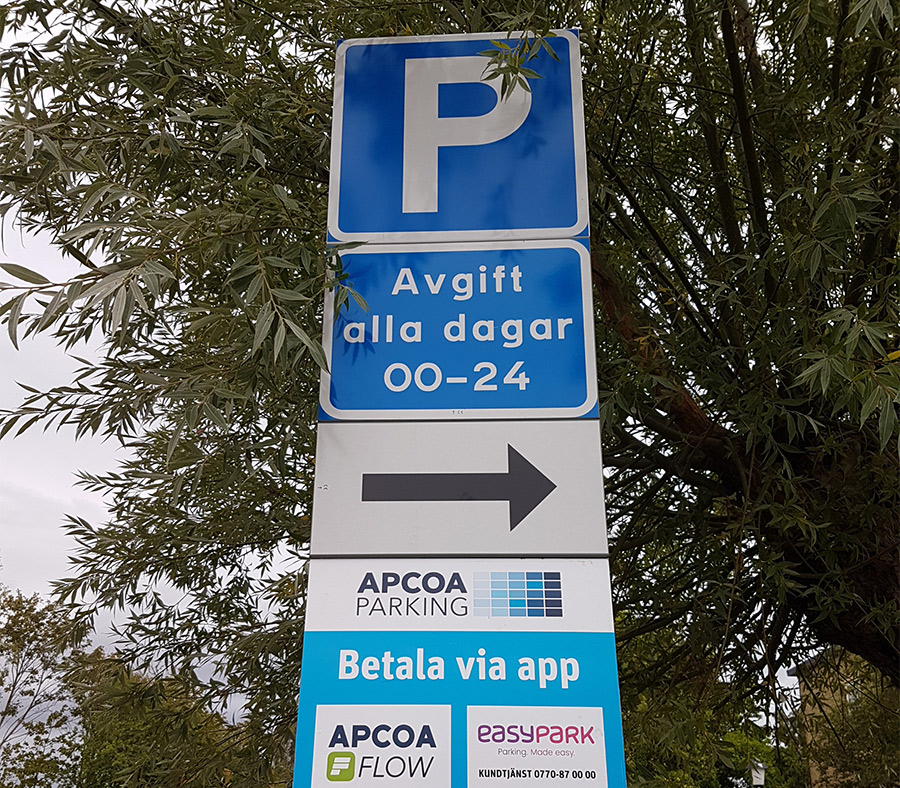 P
Avgift
alla dagar
00-24
APCOA
PARKING
Betala via app
APCOA
FLOW
easyPARK
Parking. Made easy.
KUNDTJÄNST 0770-87 00 00